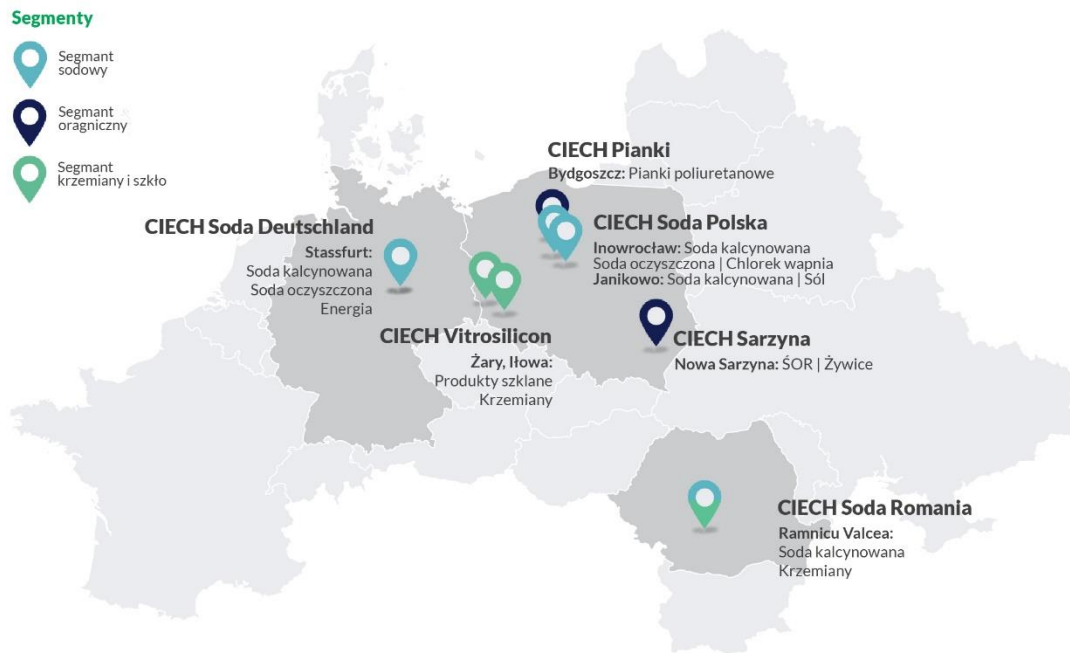 Segmenty
Segmant
sodowy
Segmant
oragniczny
Segmant
krzemiany i szkło
CIECH Pianki
Bydgoszcz: Pianki poliuretanowe
CIECH Soda Deutschland
Stassfurt:
Soda kalcynowana
Soda oczyszczona
Energia
CIECH Soda Polska
Inowrocław: Soda kalcynowana
Soda oczyszczona | Chlorek wapnia
Janikowo: Soda kalcynowana | Sól
CIECH Vitrosilicon
Żary, Iłowa:
Produkty szklane
Krzemiany
CIECH Sarzyna
Nowa Sarzyna: ŚOR | Żywice
CIECH Soda Romania
Ramnicu Valcea:
Soda kalcynowana
Krzemiany